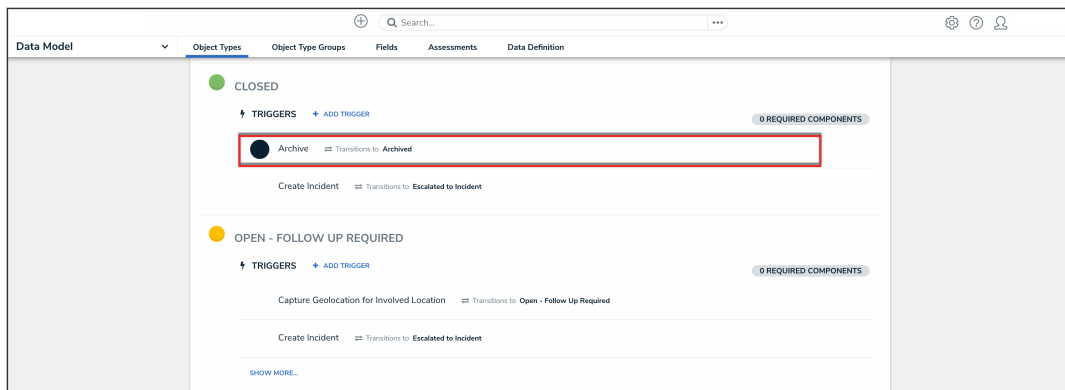 Search...
Data Model
Object Types Object Type Groups Fields Assessments Data Definition
CLOSED
TRIGGERS + ADD TRIGGER
0 REQUIRED COMPONENTS
Archive Transitions to Archived
Create Incident Transitions to Escalated to Incident
OPEN - FOLLOW UP REQUIRED
TRIGGERS + ADD TRIGGER
0 REQUIRED COMPONENTS
Capture Geolocation for Involved Location Transitions to Open - Follow Up Required
Create Incident Transitions to Escalated to Incident
SHOW MORE...